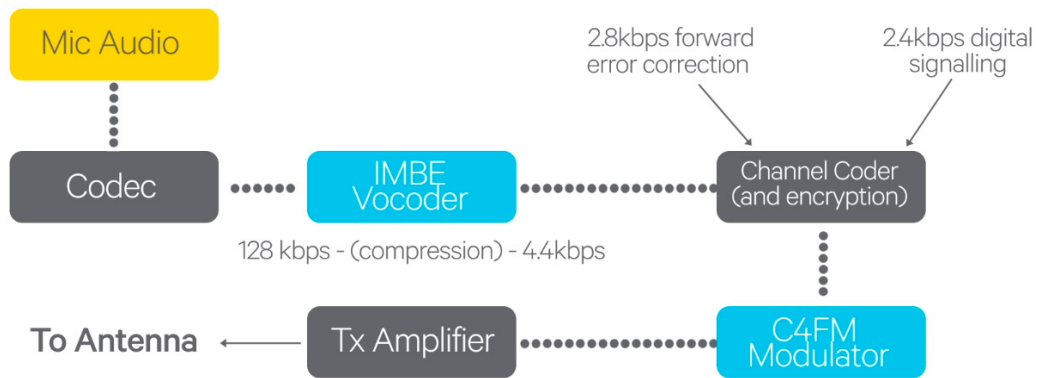 Mic Audio
2.8kbps forward
error correction
2.4kbps digital
signalling
Codec
IMBE
Vocoder
Channel Coder
(and encryption)
128 kbps - (compression) - 4.4kbps
To Antenna
Tx Amplifier
C4FM
Modulator